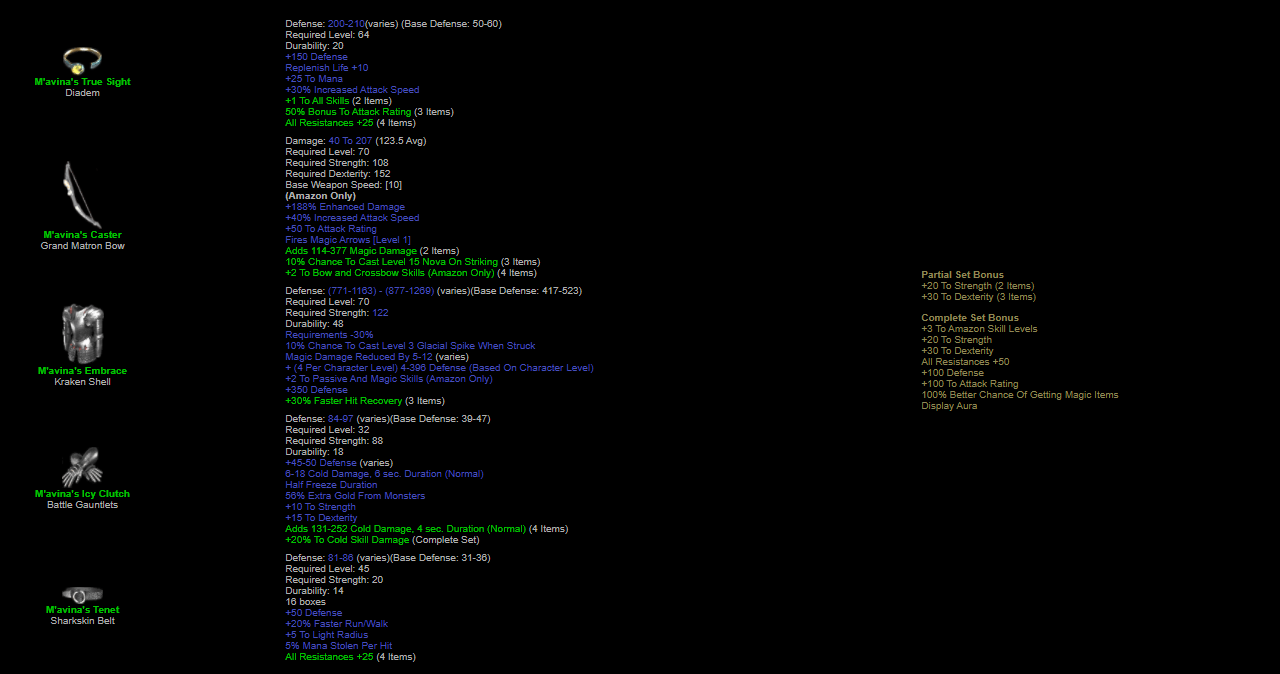 M'avina's True Sight
Diadem
Defense: 200-210(varies) (Base Defense: 50-60)
Required Level: 64
Durability: 20
+150 Defense
Replenish Life +10
+25 To Mana
+30% Increased Attack Speed
+1 To All Skills (2 Items)
50% Bonus To Attack Rating (3 Items)
All Resistances +25 (4 Items)
M'avina's Caster
Grand Matron Bow
Damage: 40 To 207 (123.5 Avg)
Required Level: 70
Required Strength: 108
Required Dexterity: 152
Base Weapon Speed: [10]
(Amazon Only)
+188% Enhanced Damage
+40% Increased Attack Speed
+50 To Attack Rating
Fires Magic Arrows [Level 1]
Adds 114-377 Magic Damage (2 Items)
10% Chance To Cast Level 15 Nova On Striking (3 Items)
+2 To Bow and Crossbow Skills (Amazon Only) (4 Items)
M'avina's Embrace
Kraken Shell
Defense: (771-1163) - (877-1269) (varies)(Base Defense: 417-523)
Required Level: 70
Required Strength: 122
Durability: 48
Requirements -30%
10% Chance To Cast Level 3 Glacial Spike When Struck
Magic Damage Reduced By 5-12 (varies)
+ (4 Per Character Level) 4-396 Defense (Based On Character Level)
+2 To Passive And Magic Skills (Amazon Only)
+350 Defense
+30% Faster Hit Recovery (3 Items)
M'avina's Icy Clutch
Battle Gauntlets
Defense: 84-97 (varies)(Base Defense: 39-47)
Required Level: 32
Required Strength: 88
Durability: 18
+45-50 Defense (varies)
6-18 Cold Damage, 6 sec. Duration (Normal)
Half Freeze Duration
56% Extra Gold From Monsters
+10 To Strength
+15 To Dexterity
Adds 131-252 Cold Damage, 4 sec. Duration (Normal) (4 Items)
+20% To Cold Skill Damage (Complete Set)
M'avina's Tenet
Sharkskin Belt
Defense: 81-86 (varies)(Base Defense: 31-36)
Required Level: 45
Required Strength: 20
Durability: 14
16 boxes
+50 Defense
+20% Faster Run/Walk
+5 To Light Radius
5% Mana Stolen Per Hit
All Resistances +25 (4 Items)
Partial Set Bonus
+20 To Strength (2 Items)
+30 To Dexterity (3 Items)
Complete Set Bonus
+3 To Amazon Skill Levels
+20 To Strength
+30 To Dexterity
All Resistances +50
+100 Defense
+100 To Attack Rating
100% Better Chance Of Getting Magic Items
Display Aura